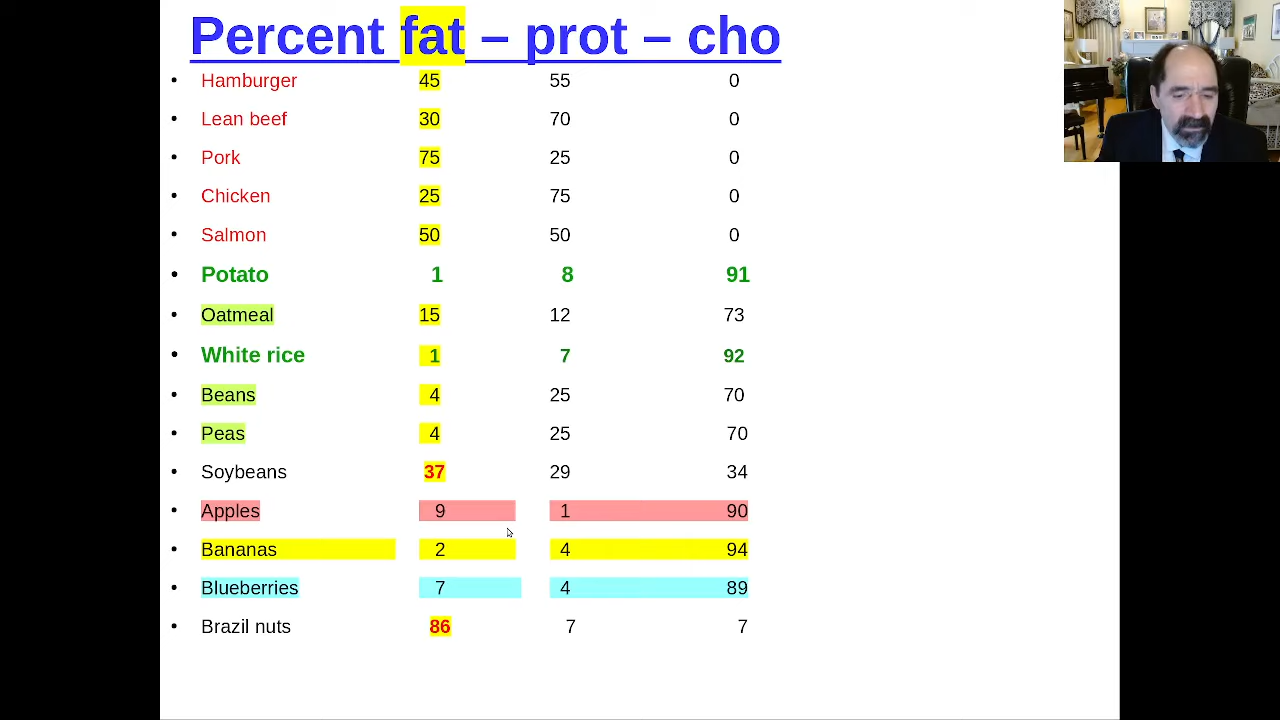 Percent fat – prot – cho
• Hamburger 45 55 0
• Lean beef 30 70 0
• Pork 75 25 0
• Chicken 25 75 0
• Salmon 50 50 0
• Potato 1 8 91
• Oatmeal 15 12 73
• White rice 1 7 92
• Beans 4 25 70
• Peas 4 25 70
• Soybeans 37 29 34
• Apples 9 1 90
• Bananas 2 4 94
• Blueberries 7 4 89
• Brazil nuts 86 7 7